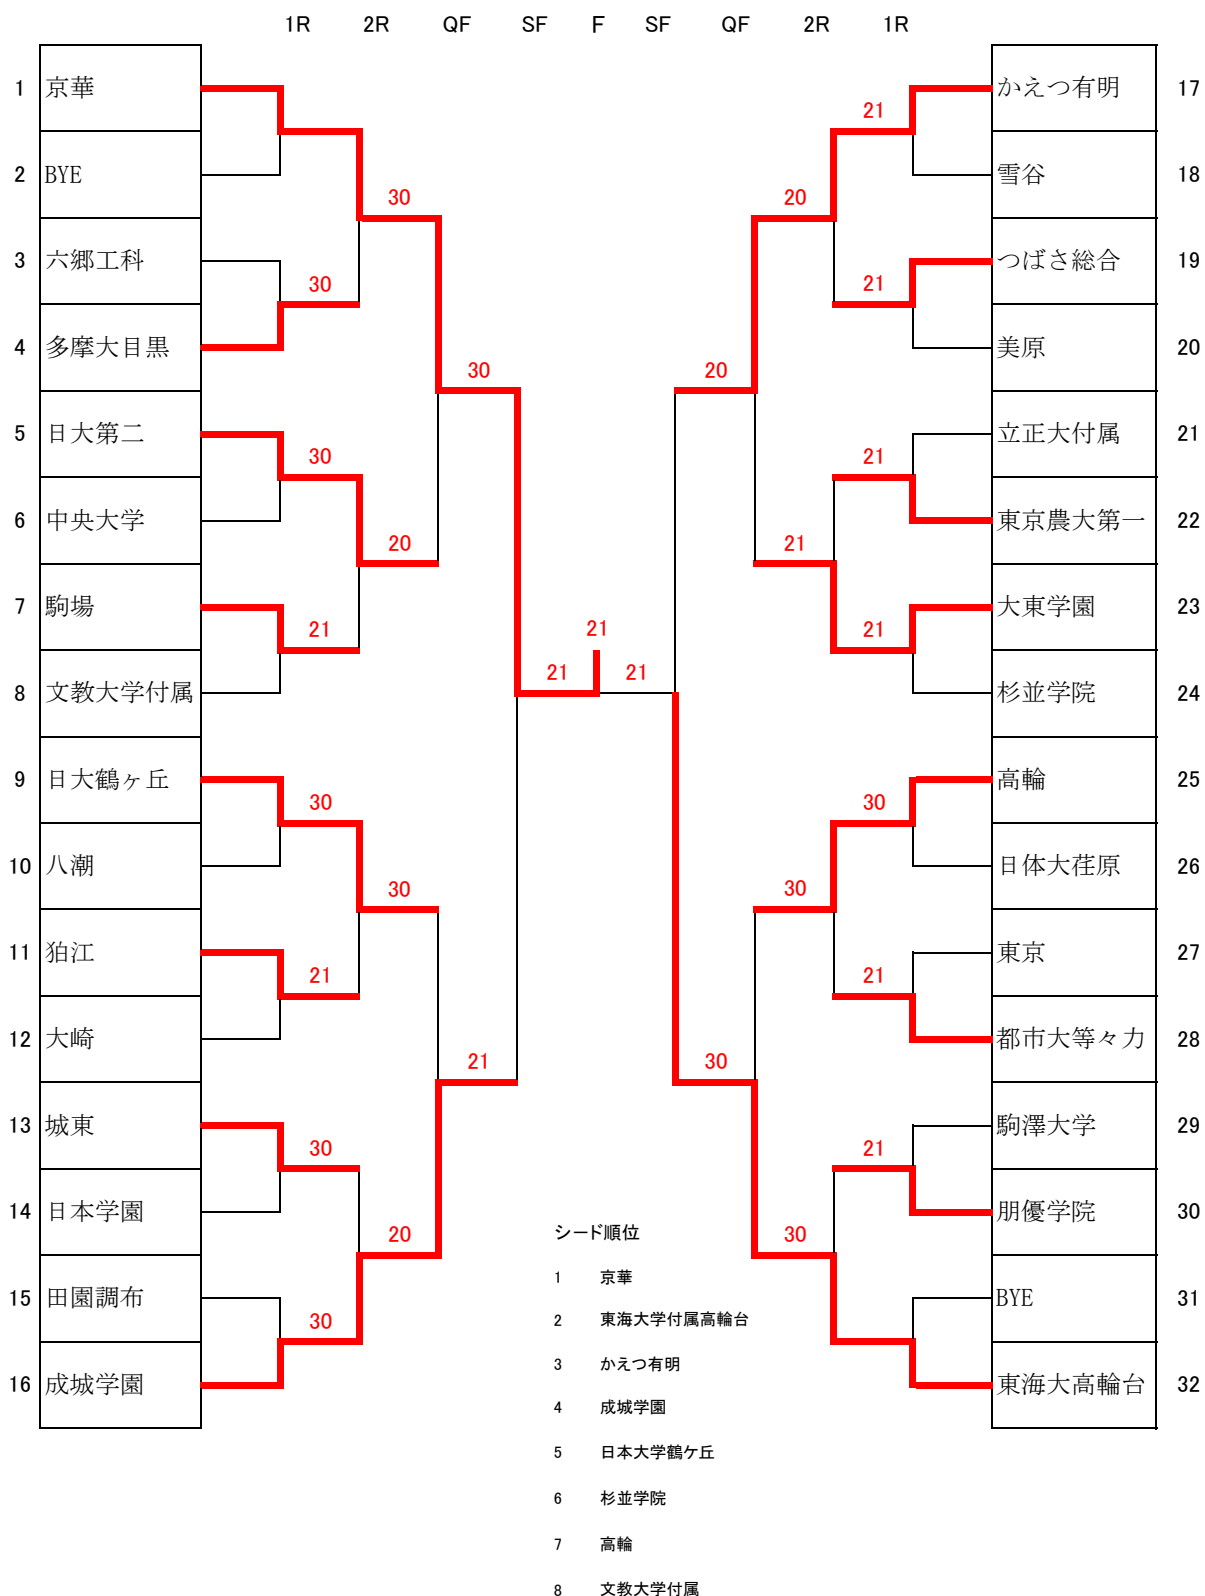 1R 2R QF SF F SF QF 2R 1R
1 京華 かえつ有明 17
21
2 BYE 雪谷 18
30 20
3 六郷工科 つばさ総合 19
30 21
4 多摩大目黒 美原 20
30 20
5 日大第二 立正大付属 21
30 21
6 中央大学 東京農大第一 22
20 21
7 駒場 大東学園 23
21 21 21
8 文教大学付属 21 21 杉並学院 24
9 日大鶴ヶ丘 高輪 25
30 30
10 八潮 日体大荏原 26
30 30
11 狛江 東京 27
21 21
12 大崎 都市大等々力 28
21 30
13 城東 駒澤大学 29
30 21
14 日本学園 朋優学院 30
20 30
シード順位
15 田園調布 BYE 31
1 京華
30
2 東海大学付属高輪台
16 成城学園 東海大高輪台 32
3 かえつ有明
4 成城学園
5 日本大学鶴ケ丘
6 杉並学院
7 高輪
8 文教大学付属